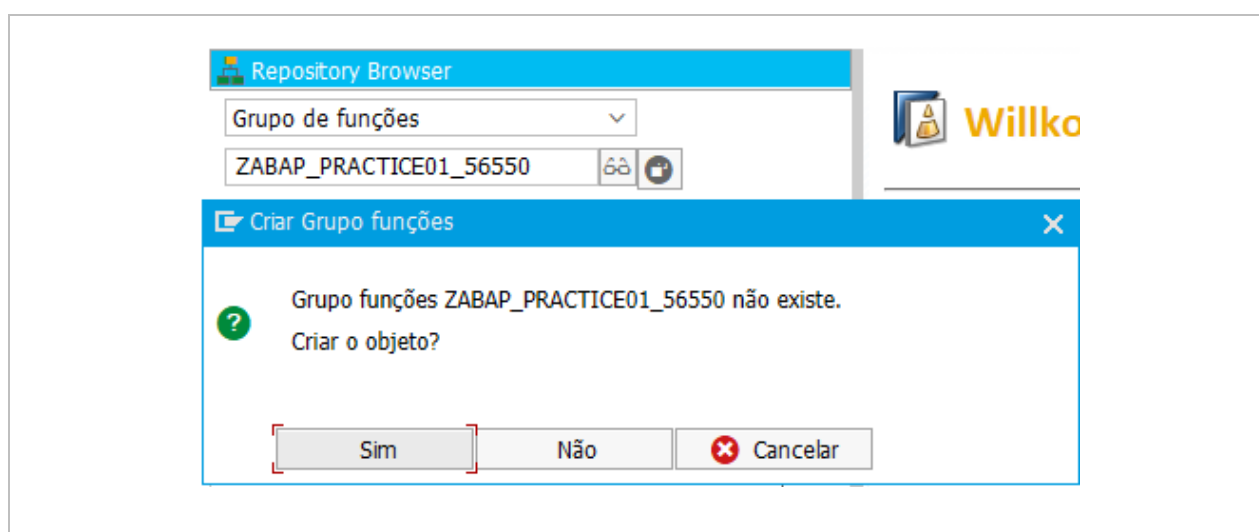 Repository Browser
Grupo de funções
ZABAP_PRACTICE01_56550
Willko
Criar Grupo funções
Grupo funções ZABAP_PRACTICE01_56550 não existe.
Criar o objeto?
Sim Não Cancelar